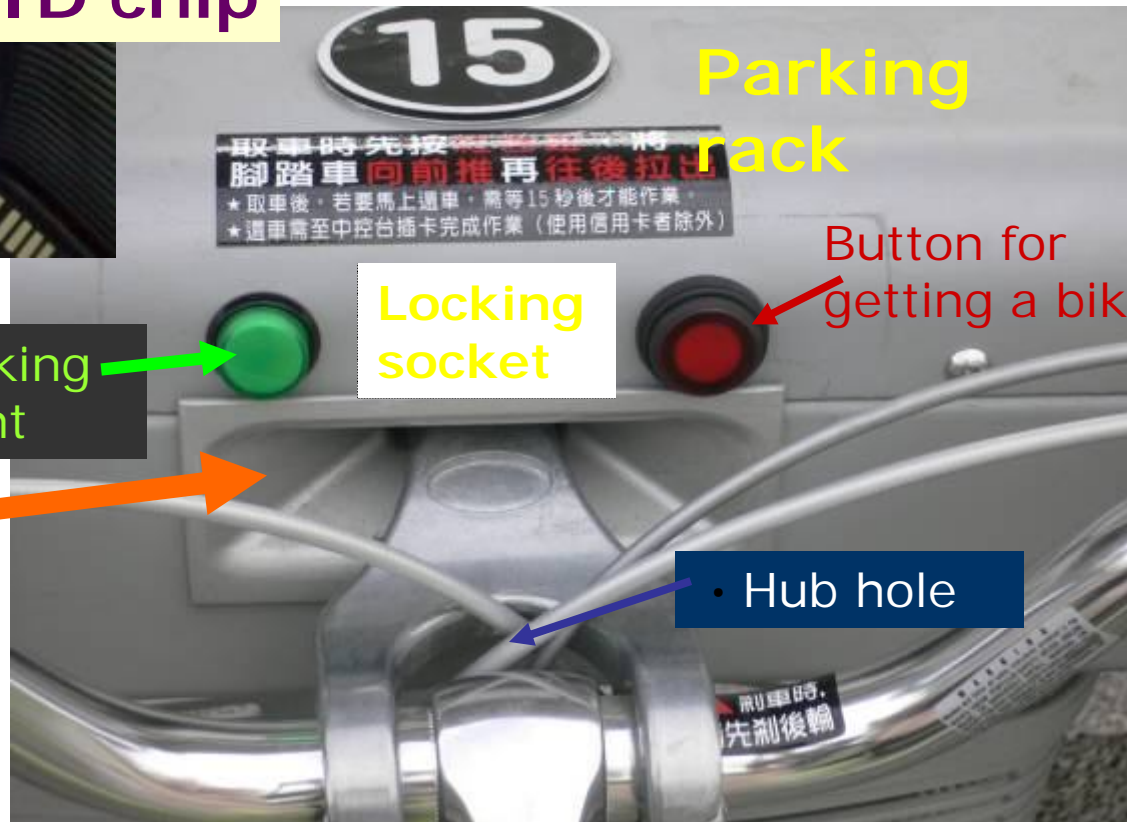 TD chip
15
Parking
rack
取車時先按 將
腳踏車向前推再往後拉出
★取車後，若要馬上還車，需等15秒後才能作業。
★還車需至中控台插卡完成作業（使用信用卡者除外）
Button for
getting a bik
Locking
socket
king
nt
• Hub hole
剎車時，
先剎後輪